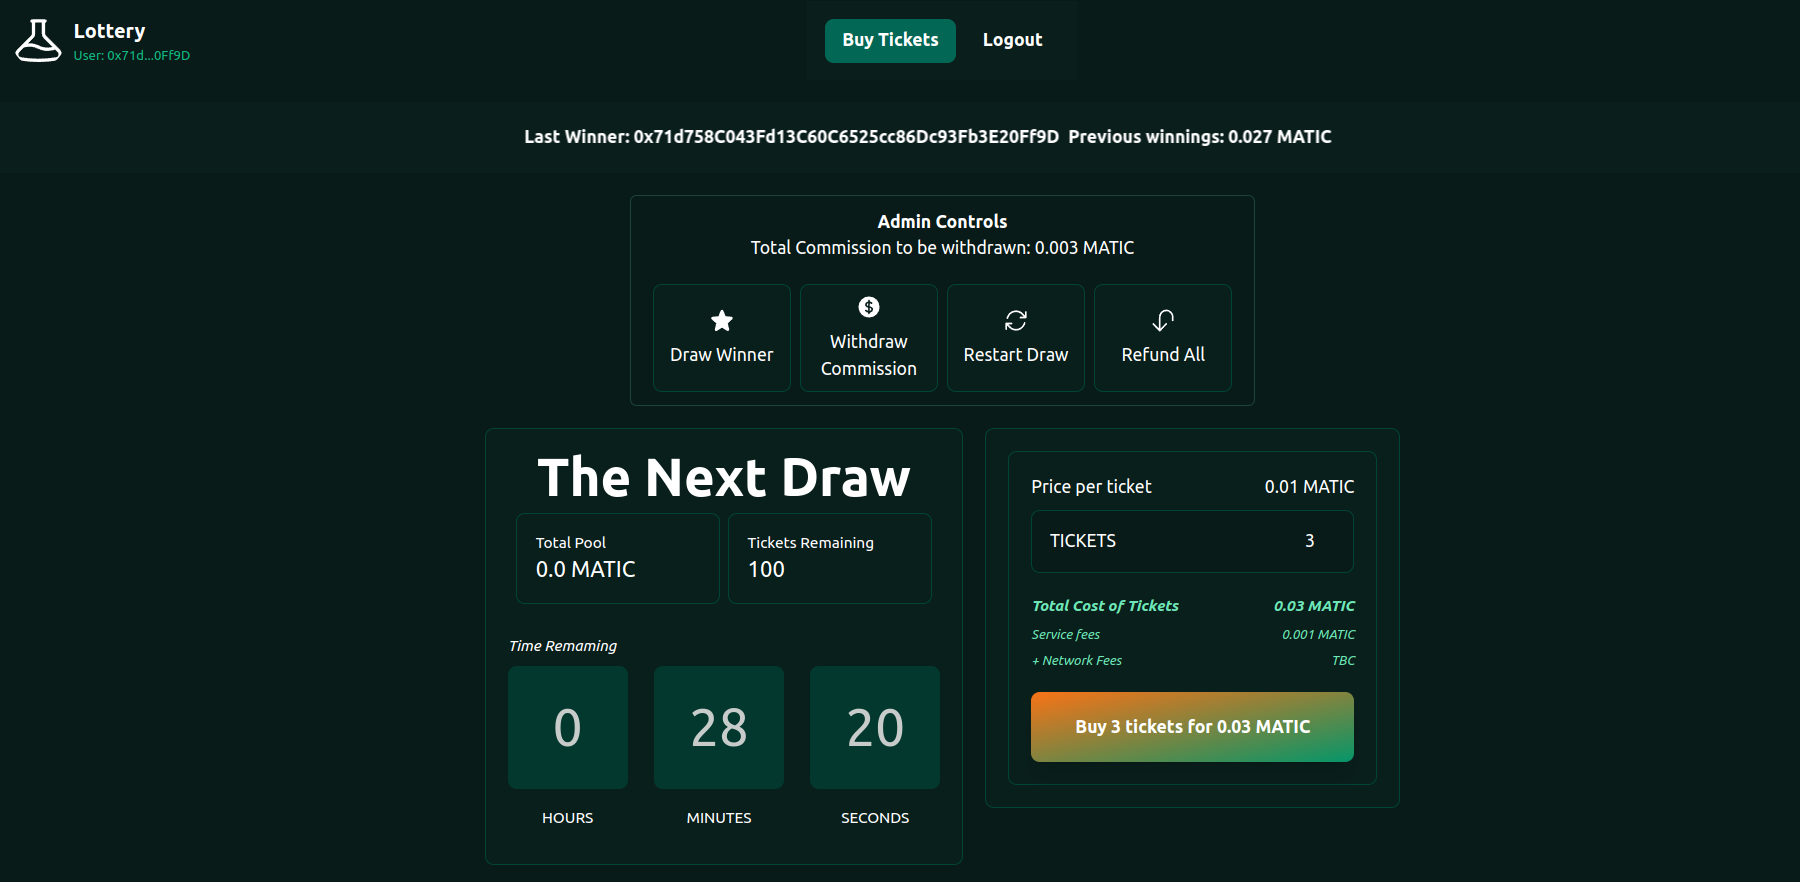 Lottery
User: 0x71d...0Ff9D
Buy Tickets
Logout
Last Winner: 0x71d758C043Fd13C60C6525cc86Dc93Fb3E20Ff9D Previous winnings: 0.027 MATIC
Admin Controls
Total Commission to be withdrawn: 0.003 MATIC
Draw Winner
Withdraw
Commission
Restart Draw
Refund All
The Next Draw
Total Pool
0.0 MATIC
Tickets Remaining
100
Time Remaming
0
28
20
HOURS
MINUTES
SECONDS
Price per ticket 0.01 MATIC
TICKETS 3
Total Cost of Tickets 0.03 MATIC
Service fees 0.001 MATIC
+ Network Fees TBC
Buy 3 tickets for 0.03 MATIC